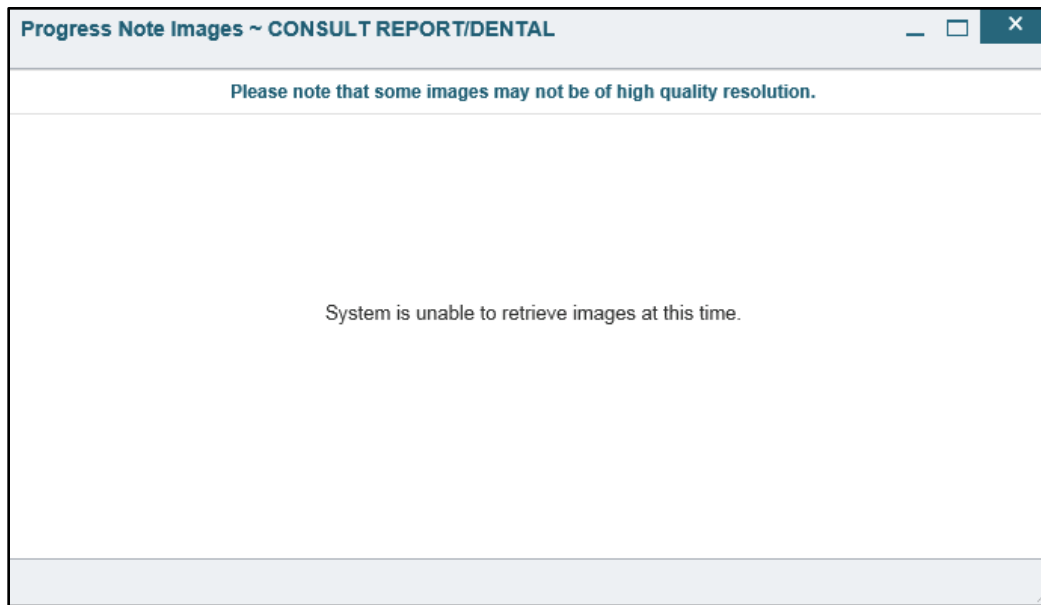 Progress Note Images ~ CONSULT REPORT/DENTAL
Please note that some images may not be of high quality resolution.
System is unable to retrieve images at this time.